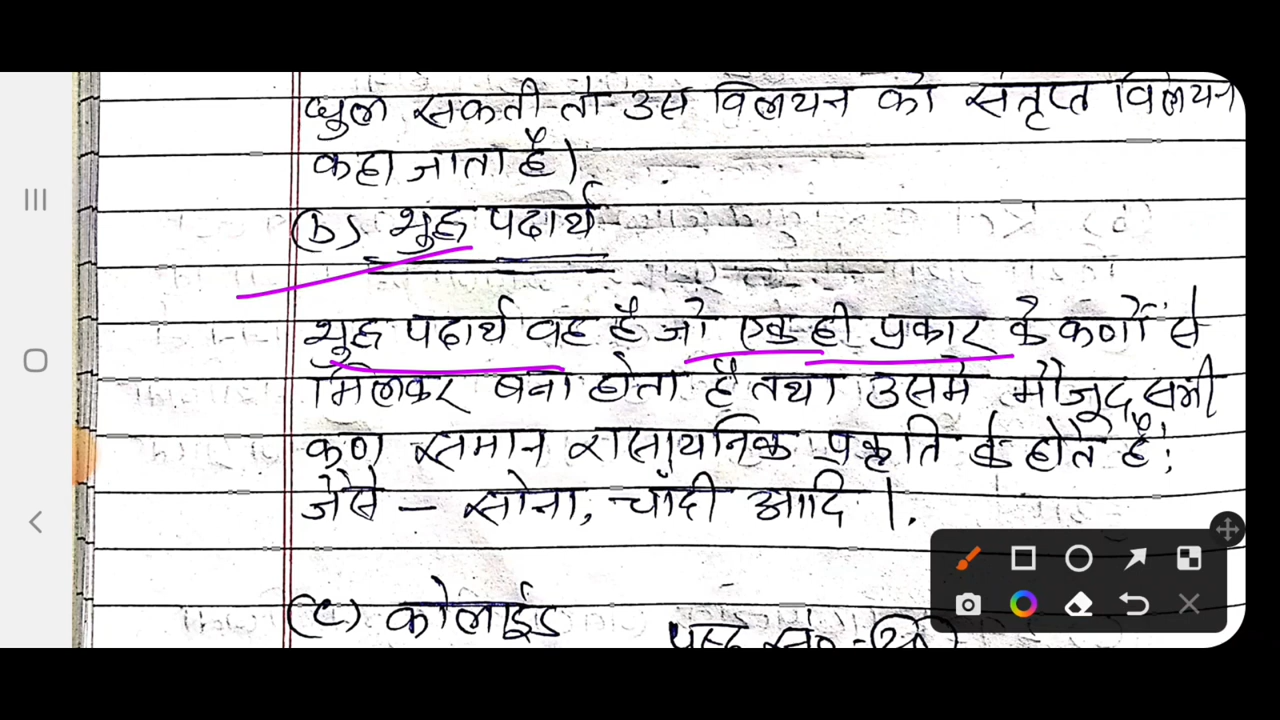 घुल सकती तो उस विलयन को संतृप्त विलयन
कहा जाता है)
(b) शुद्ध पदार्थ
शुद्ध पदार्थ वह है जो एक ही प्रकार के कणों से
मिलकर बना होता है तथा उसमे मौजूद सभी
कण समान रासायनिक प्रकृति के होते हैं;
जैसे – सोना, चाँदी आदि ।.
(c) कोलाईड